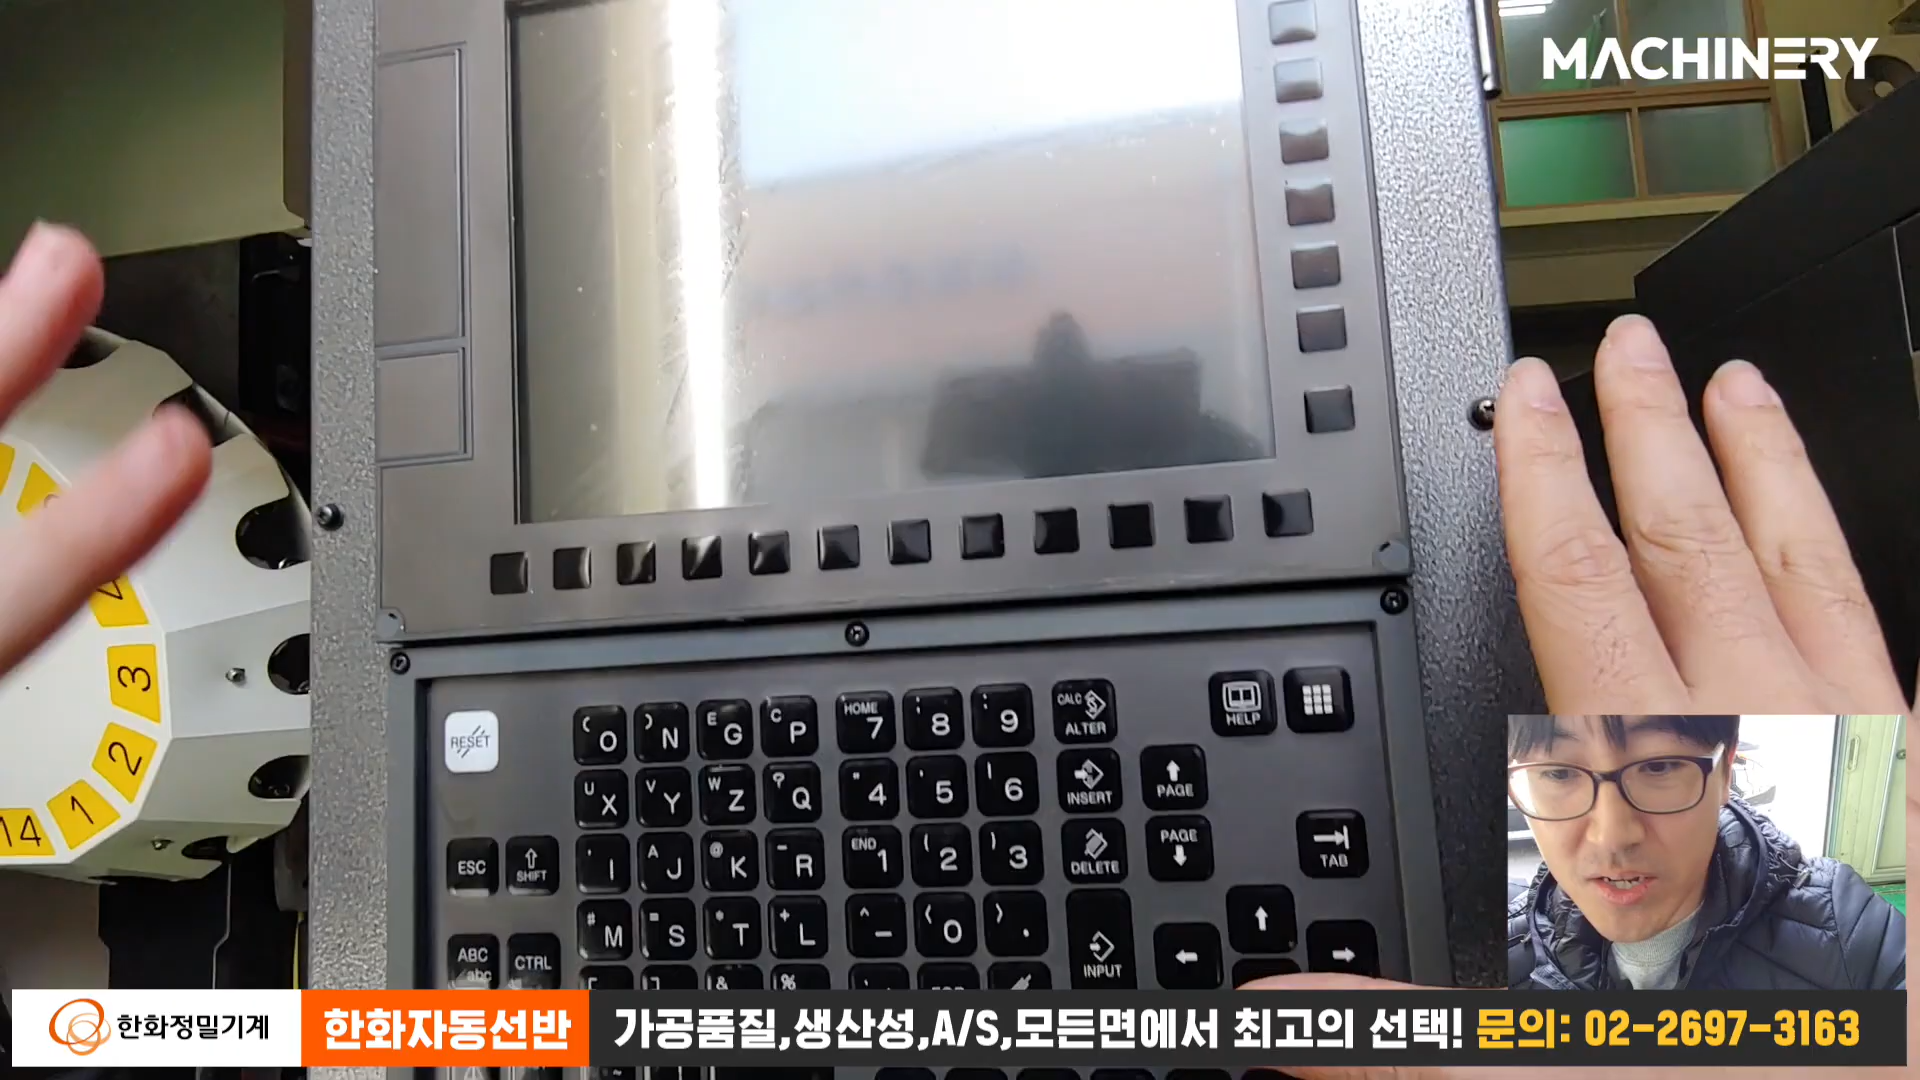 MACHINERY
4
3
2
1
14
RESET
( O
) N
E G
C P
HOME 7
: 8
; 9
CALC ALTER
HELP
U X
V Y
W Z
? Q
" 4
' 5
6
INSERT
PAGE
ESC
SHIFT
, I
A J
@ K
R
END 1
( 2
) 3
DELETE
PAGE
TAB
# M
= S
* T
+ L
^ –
< 0
> .
INPUT
ABC
/abc
CTRL
[
]
&
%
EOB
한화정밀기계
한화자동선반
가공품질,생산성,A/S,모든면에서 최고의 선택! 문의: 02-2697-3163